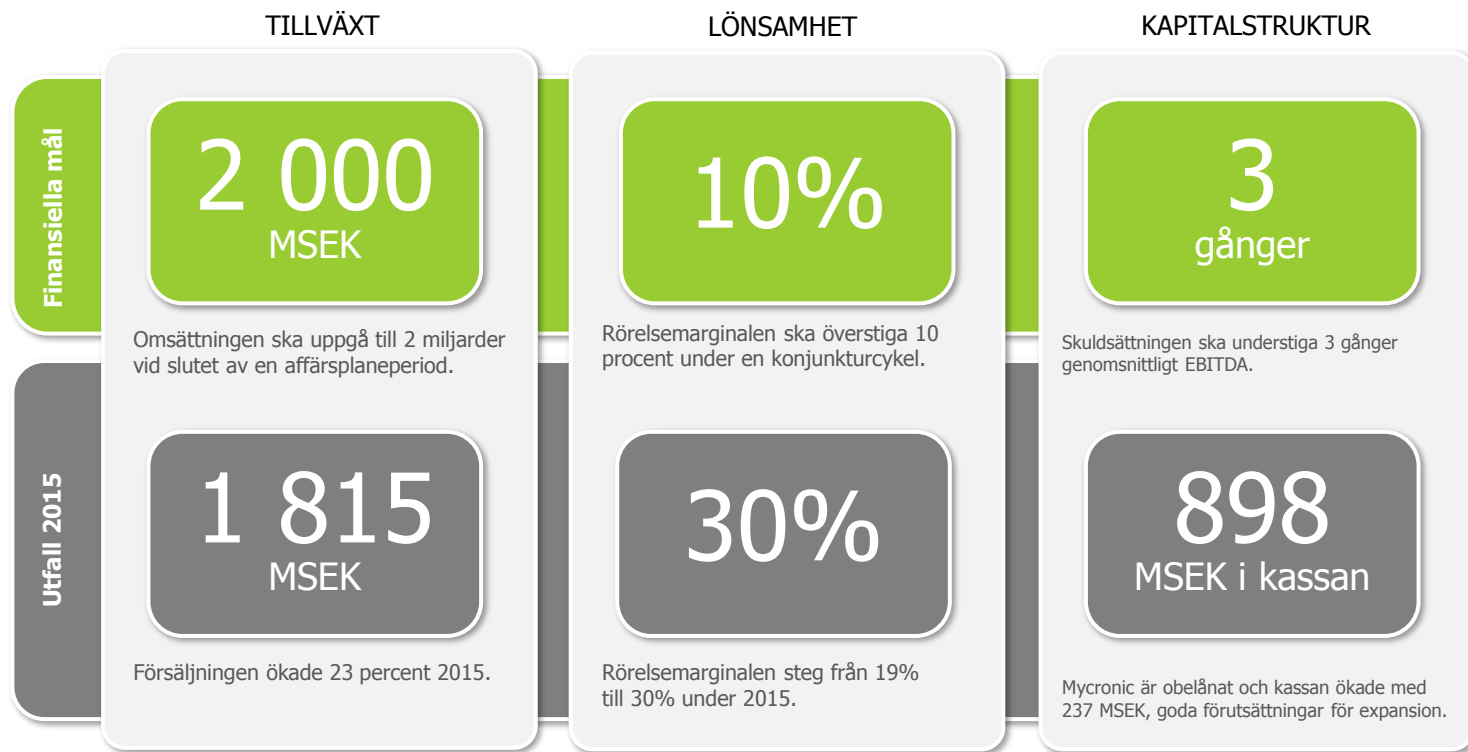 TILLVÄXT
LÖNSAMHET
KAPITALSTRUKTUR
Finansiella mål
2 000
MSEK
Omsättningen ska uppgå till 2 miljarder
vid slutet av en affärsplaneperiod.
10%
Rörelsemarginalen ska överstiga 10
procent under en konjunkturcykel.
3
gånger
Skuldsättningen ska understiga 3 gånger
genomsnittligt EBITDA.
Utfall 2015
1 815
MSEK
Försäljningen ökade 23 percent 2015.
30%
Rörelsemarginalen steg från 19%
till 30% under 2015.
898
MSEK i kassan
Mycronic är obelånat och kassan ökade med
237 MSEK, goda förutsättningar för expansion.